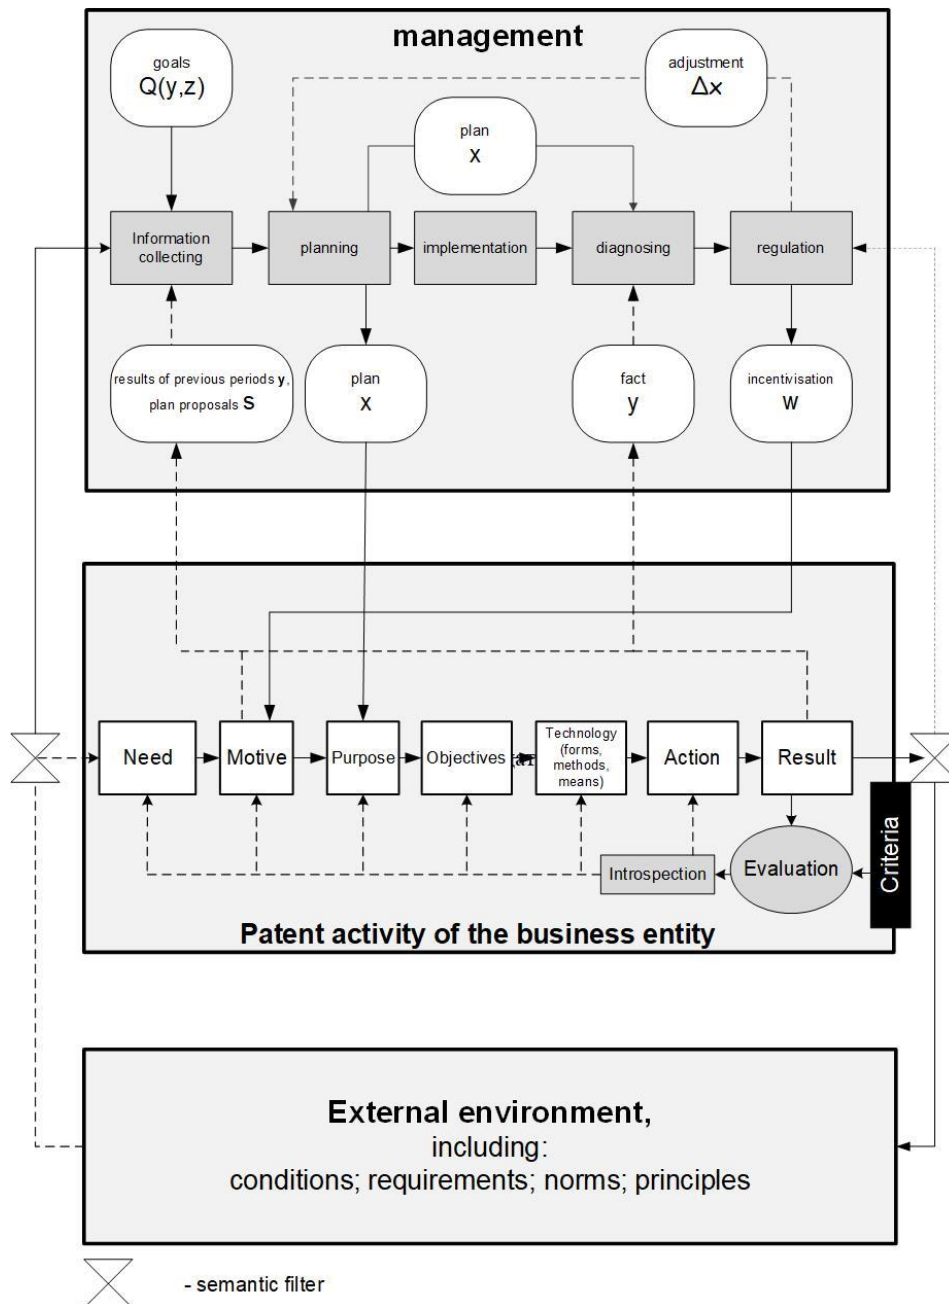 management
goals
Q(y,z)
adjustment
Δx
plan
x
Information
collecting
planning
implementation
diagnosing
regulation
results of previous periods y,
plan proposals S
plan
x
fact
y
incentivisation
w
Need
Motive
Purpose
Objectives
Technology
(forms,
methods,
means)
Action
Result
Introspection
Evaluation
Criteria
Patent activity of the business entity
External environment,
including:
conditions; requirements; norms; principles
- semantic filter